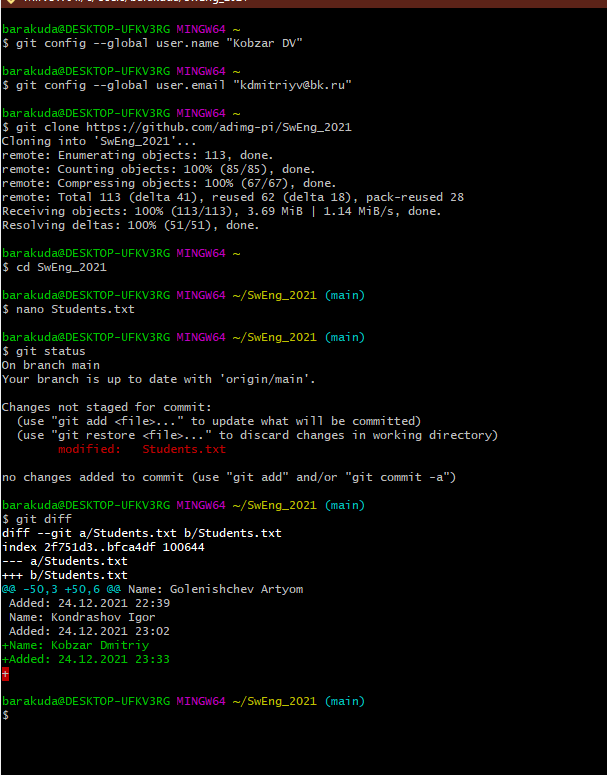 barakuda@DESKTOP-UFKV3RG MINGW64 ~
$ git config --global user.name "Kobzar DV"
barakuda@DESKTOP-UFKV3RG MINGW64 ~
$ git config --global user.email "kdmitriyv@bk.ru"
barakuda@DESKTOP-UFKV3RG MINGW64 ~
$ git clone https://github.com/adimg-pi/SwEng_2021
Cloning into 'SwEng_2021'...
remote: Enumerating objects: 113, done.
remote: Counting objects: 100% (85/85), done.
remote: Compressing objects: 100% (67/67), done.
remote: Total 113 (delta 41), reused 62 (delta 18), pack-reused 28
Receiving objects: 100% (113/113), 3.69 MiB | 1.14 MiB/s, done.
Resolving deltas: 100% (51/51), done.
barakuda@DESKTOP-UFKV3RG MINGW64 ~
$ cd SwEng_2021
barakuda@DESKTOP-UFKV3RG MINGW64 ~/SwEng_2021 (main)
$ nano Students.txt
barakuda@DESKTOP-UFKV3RG MINGW64 ~/SwEng_2021 (main)
$ git status
On branch main
Your branch is up to date with 'origin/main'.
Changes not staged for commit:
(use "git add <file>..." to update what will be committed)
(use "git restore <file>..." to discard changes in working directory)
modified: Students.txt
no changes added to commit (use "git add" and/or "git commit -a")
barakuda@DESKTOP-UFKV3RG MINGW64 ~/SwEng_2021 (main)
$ git diff
diff --git a/Students.txt b/Students.txt
index 2f751d3..bfca4df 100644
--- a/Students.txt
+++ b/Students.txt
@@ -50,3 +50,6 @@ Name: Golenishchev Artyom
Added: 24.12.2021 22:39
Name: Kondrashov Igor
Added: 24.12.2021 23:02
+Name: Kobzar Dmitriy
+Added: 24.12.2021 23:33
+
barakuda@DESKTOP-UFKV3RG MINGW64 ~/SwEng_2021 (main)
$